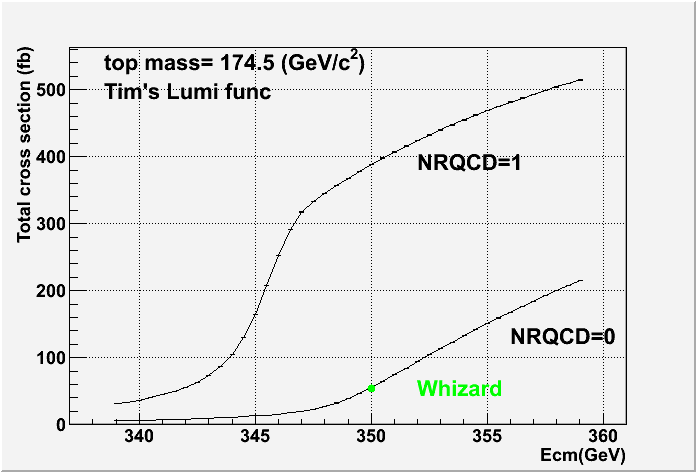 top mass= 174.5 (GeV/c²)
Tim's Lumi func
Total cross section (fb)
500
400
300
200
100
0
NRQCD=1
NRQCD=0
Whizard
340 345 350 355 360
Ecm(GeV)